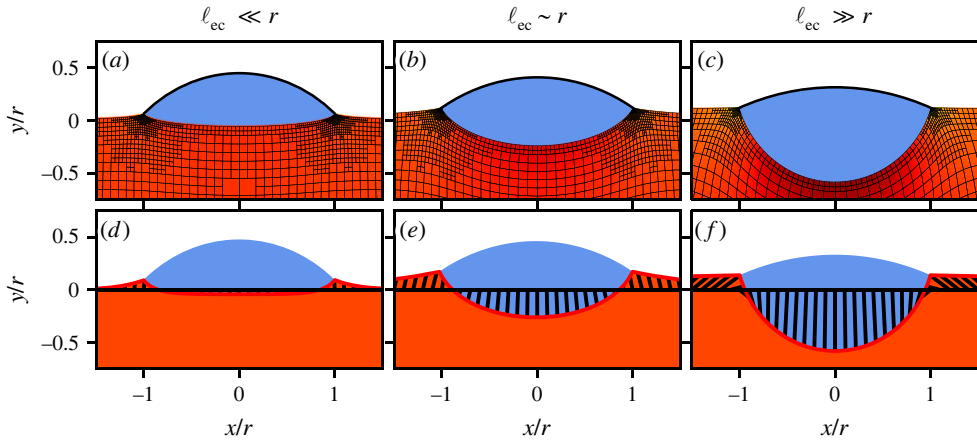 ℓec ≪ r ℓec ~ r ℓec ≫ r
(a) (b) (c)
0.5
y/r
0
–0.5
(d) (e) (f)
0.5
y/r
0
–0.5
–1 0 1 –1 0 1 –1 0 1
x/r x/r x/r